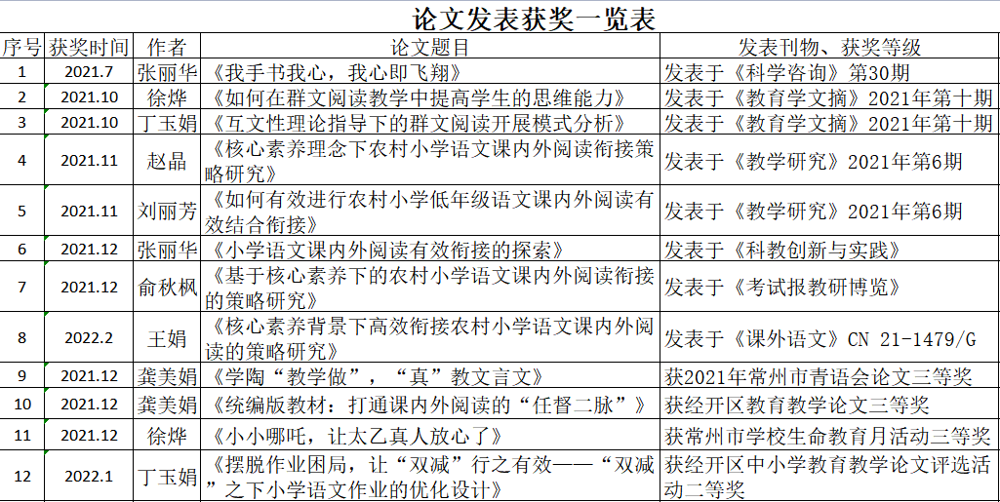 论文发表获奖一览表
序号 获奖时间 作者 论文题目 发表刊物、获奖等级
1 2021.7 张丽华 《我手书我心，我心即飞翔》 发表于《科学咨询》第30期
2 2021.10 徐烨 《如何在群文阅读教学中提高学生的思维能力》 发表于《教育学文摘》2021年第十期
3 2021.10 丁玉娟 《互文性理论指导下的群文阅读开展模式分析》 发表于《教育学文摘》2021年第十期
4 2021.11 赵晶 《核心素养理念下农村小学语文课内外阅读衔接策
略研究》 发表于《教学研究》2021年第6期
5 2021.11 刘丽芳 《如何有效进行农村小学低年级语文课内外阅读有
效结合衔接》 发表于《教学研究》2021年第6期
6 2021.12 张丽华 《小学语文课内外阅读有效衔接的探索》 发表于《科教创新与实践》
7 2021.12 俞秋枫 《基于核心素养下的农村小学语文课内外阅读衔接
的策略研究》 发表于《考试报教研博览》
8 2022.2 王娟 《核心素养背景下高效衔接农村小学语文课内外阅
读的策略研究》 发表于《课外语文》CN 21-1479/G
9 2021.12 龚美娟 《学陶“教学做”，“真”教文言文》 获2021年常州市青语会论文三等奖
10 2021.12 龚美娟 《统编版教材：打通课内外阅读的“任督二脉”》 获经开区教育教学论文三等奖
11 2021.12 徐烨 《小小哪吒，让太乙真人放心了》 获常州市学校生命教育月活动三等奖
12 2022.1 丁玉娟 《摆脱作业困局，让“双减”行之有效——“双减
”之下小学语文作业的优化设计》 获经开区中小学教育教学论文评选活
动二等奖